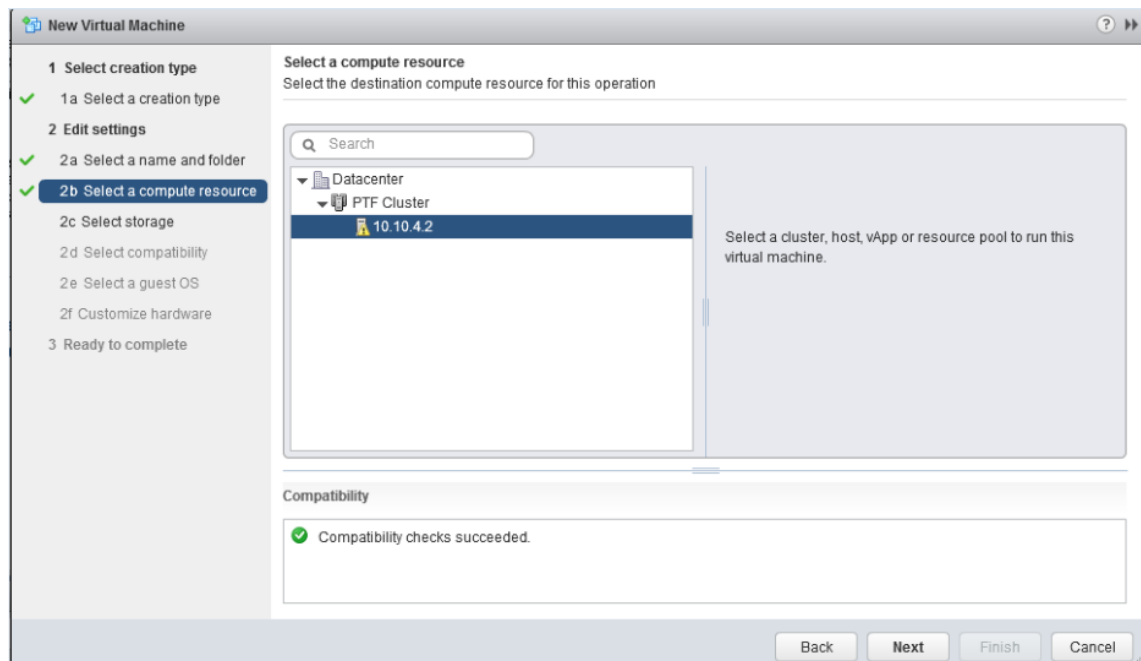 New Virtual Machine
?
1 Select creation type
1a Select a creation type
2 Edit settings
2a Select a name and folder
2b Select a compute resource
2c Select storage
2d Select compatibility
2e Select a guest OS
2f Customize hardware
3 Ready to complete
Select a compute resource
Select the destination compute resource for this operation
Search
Datacenter
PTF Cluster
10.10.4.2
Select a cluster, host, vApp or resource pool to run this
virtual machine.
Compatibility
Compatibility checks succeeded.
Back Next Finish Cancel